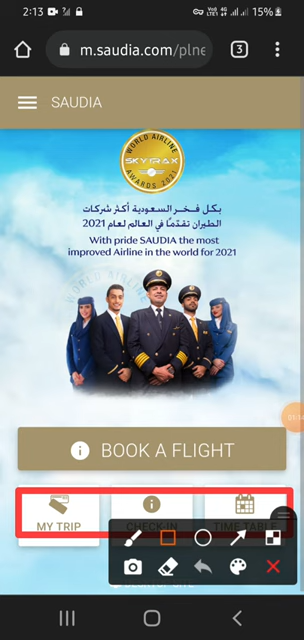 2:13
15%
m.saudia.com/plne
3
SAUDIA
WORLD AIRLINE
SKYTRAX
AWARDS 2021
بكل فخر السعودية أكثر شركات
الطيران تقدمًا في العالم لعام 2021
With pride SAUDIA the most
improved Airline in the world for 2021
BOOK A FLIGHT
MY TRIP
CHECK-IN
TIME TABLE